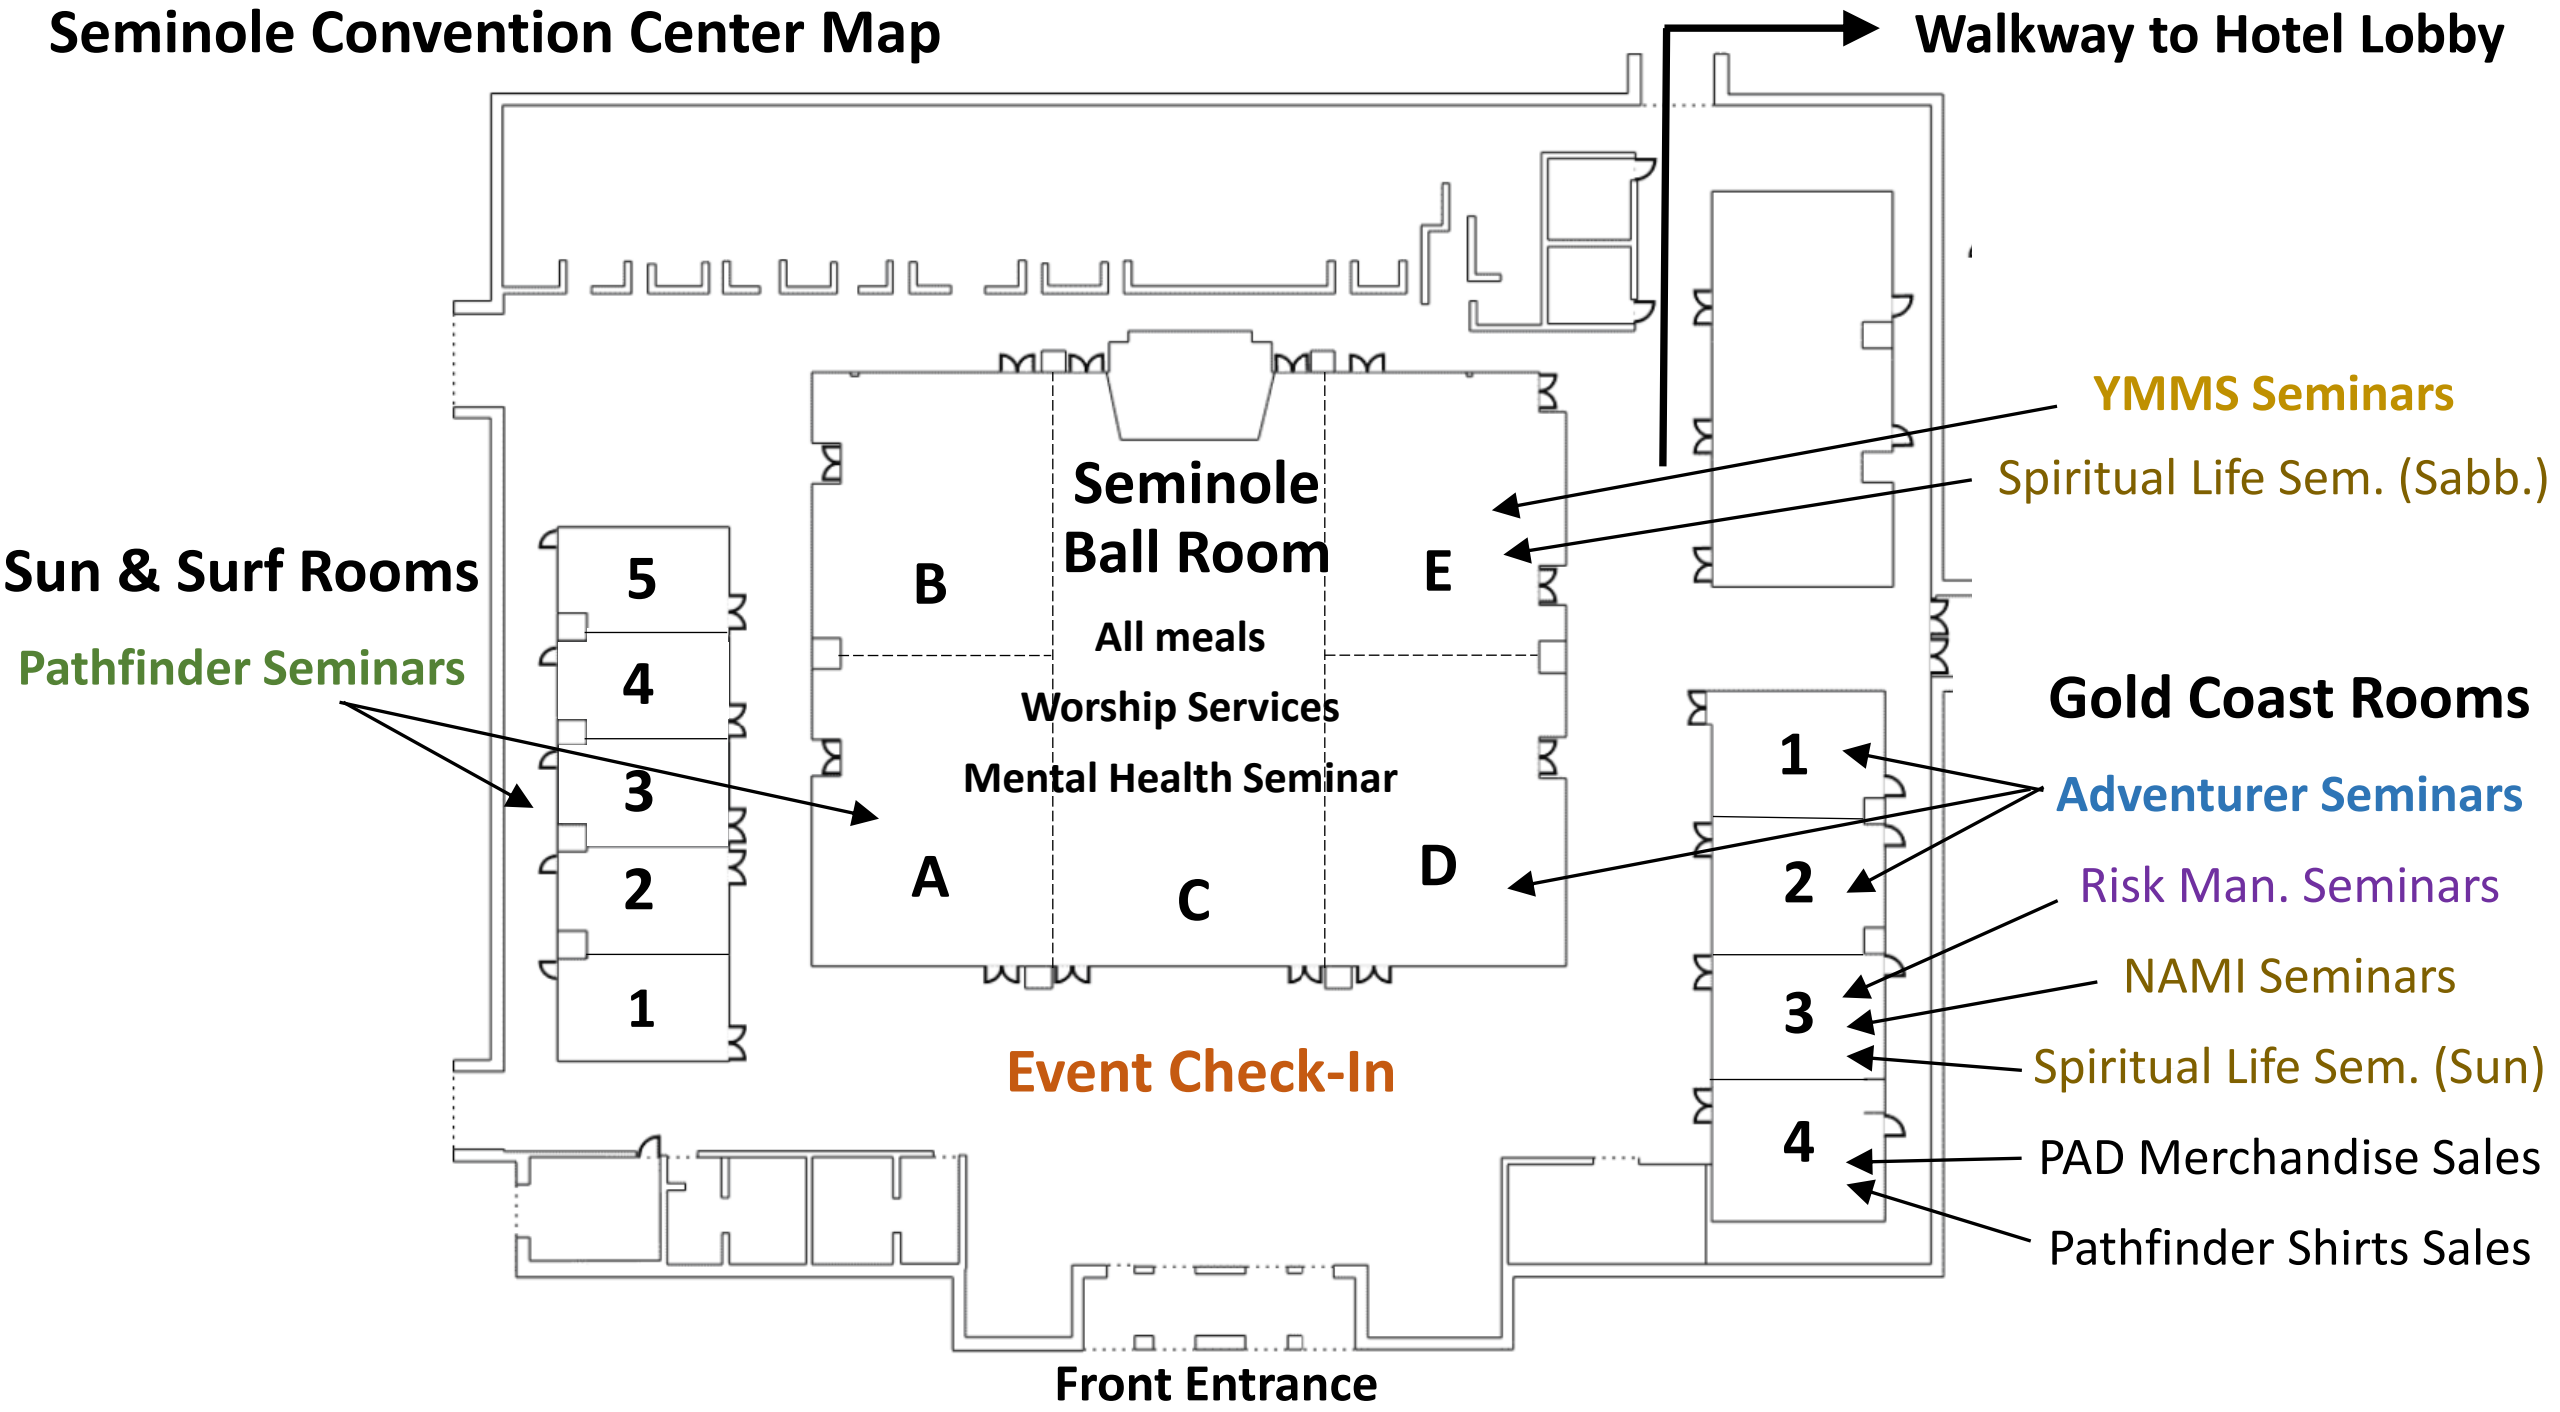 Seminole Convention Center Map
Walkway to Hotel Lobby
Sun & Surf Rooms
Pathfinder Seminars
5
4
3
2
1
Seminole
Ball Room
B
E
All meals
Worship Services
Mental Health Seminar
A
C
D
Event Check-In
Front Entrance
YMMS Seminars
Spiritual Life Sem. (Sabb.)
Gold Coast Rooms
1
Adventurer Seminars
2
Risk Man. Seminars
NAMI Seminars
3
Spiritual Life Sem. (Sun)
4
PAD Merchandise Sales
Pathfinder Shirts Sales